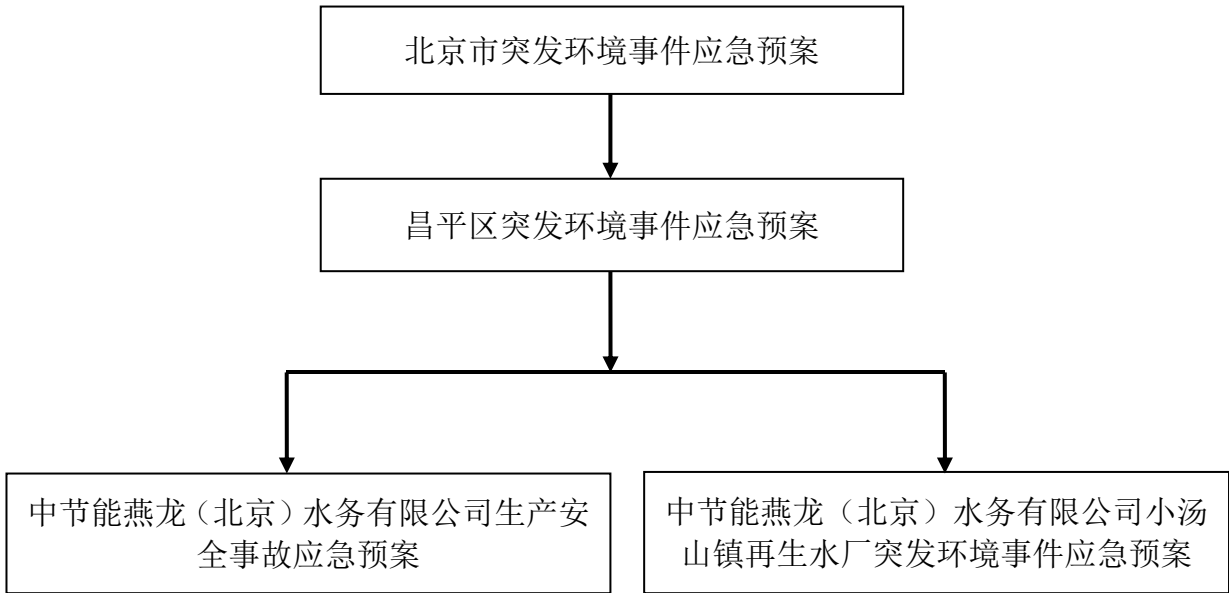 北京市突发环境事件应急预案
昌平区突发环境事件应急预案
中节能燕龙（北京）水务有限公司生产安
全事故应急预案
中节能燕龙（北京）水务有限公司小汤
山镇再生水厂突发环境事件应急预案